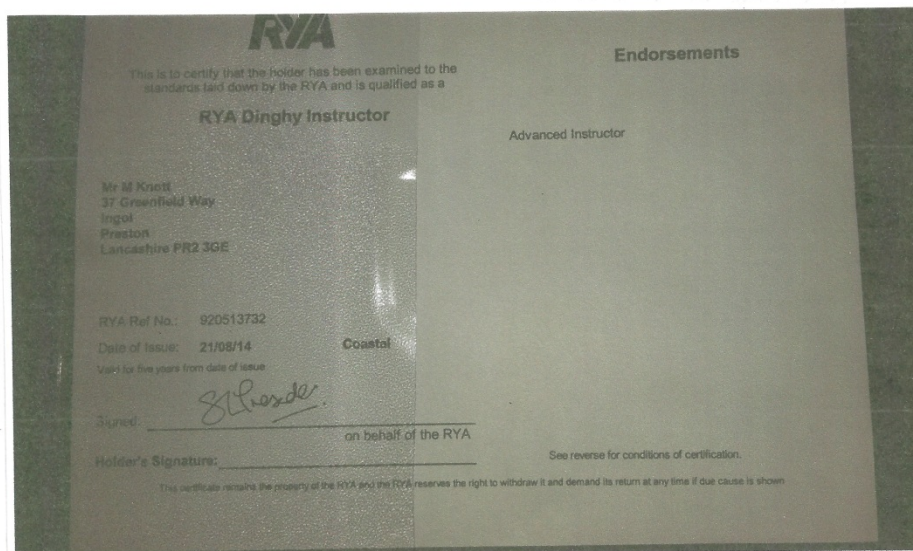 RYA
This is to certify that the holder has been examined to the
standards laid down by the RYA and is qualified as a
RYA Dinghy Instructor
Mr M Knott
37 Greenfield Way
Ingol
Preston
Lancashire PR2 3GE
RYA Ref No.: 920513732
Date of Issue: 21/08/14 Coastal
Valid for five years from date of issue
Signed:
on behalf of the RYA
Holder's Signature:
Endorsements
Advanced Instructor
See reverse for conditions of certification.
This certificate remains the property of the RYA and the RYA reserves the right to withdraw it and demand its return at any time if due cause is shown